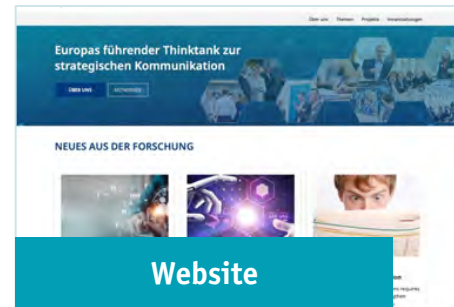 Über uns Themen Projekte Veranstaltungen
Europas führender Thinktank zur
strategischen Kommunikation
ÜBER UNS
NEUES AUS DER FORSCHUNG
Website